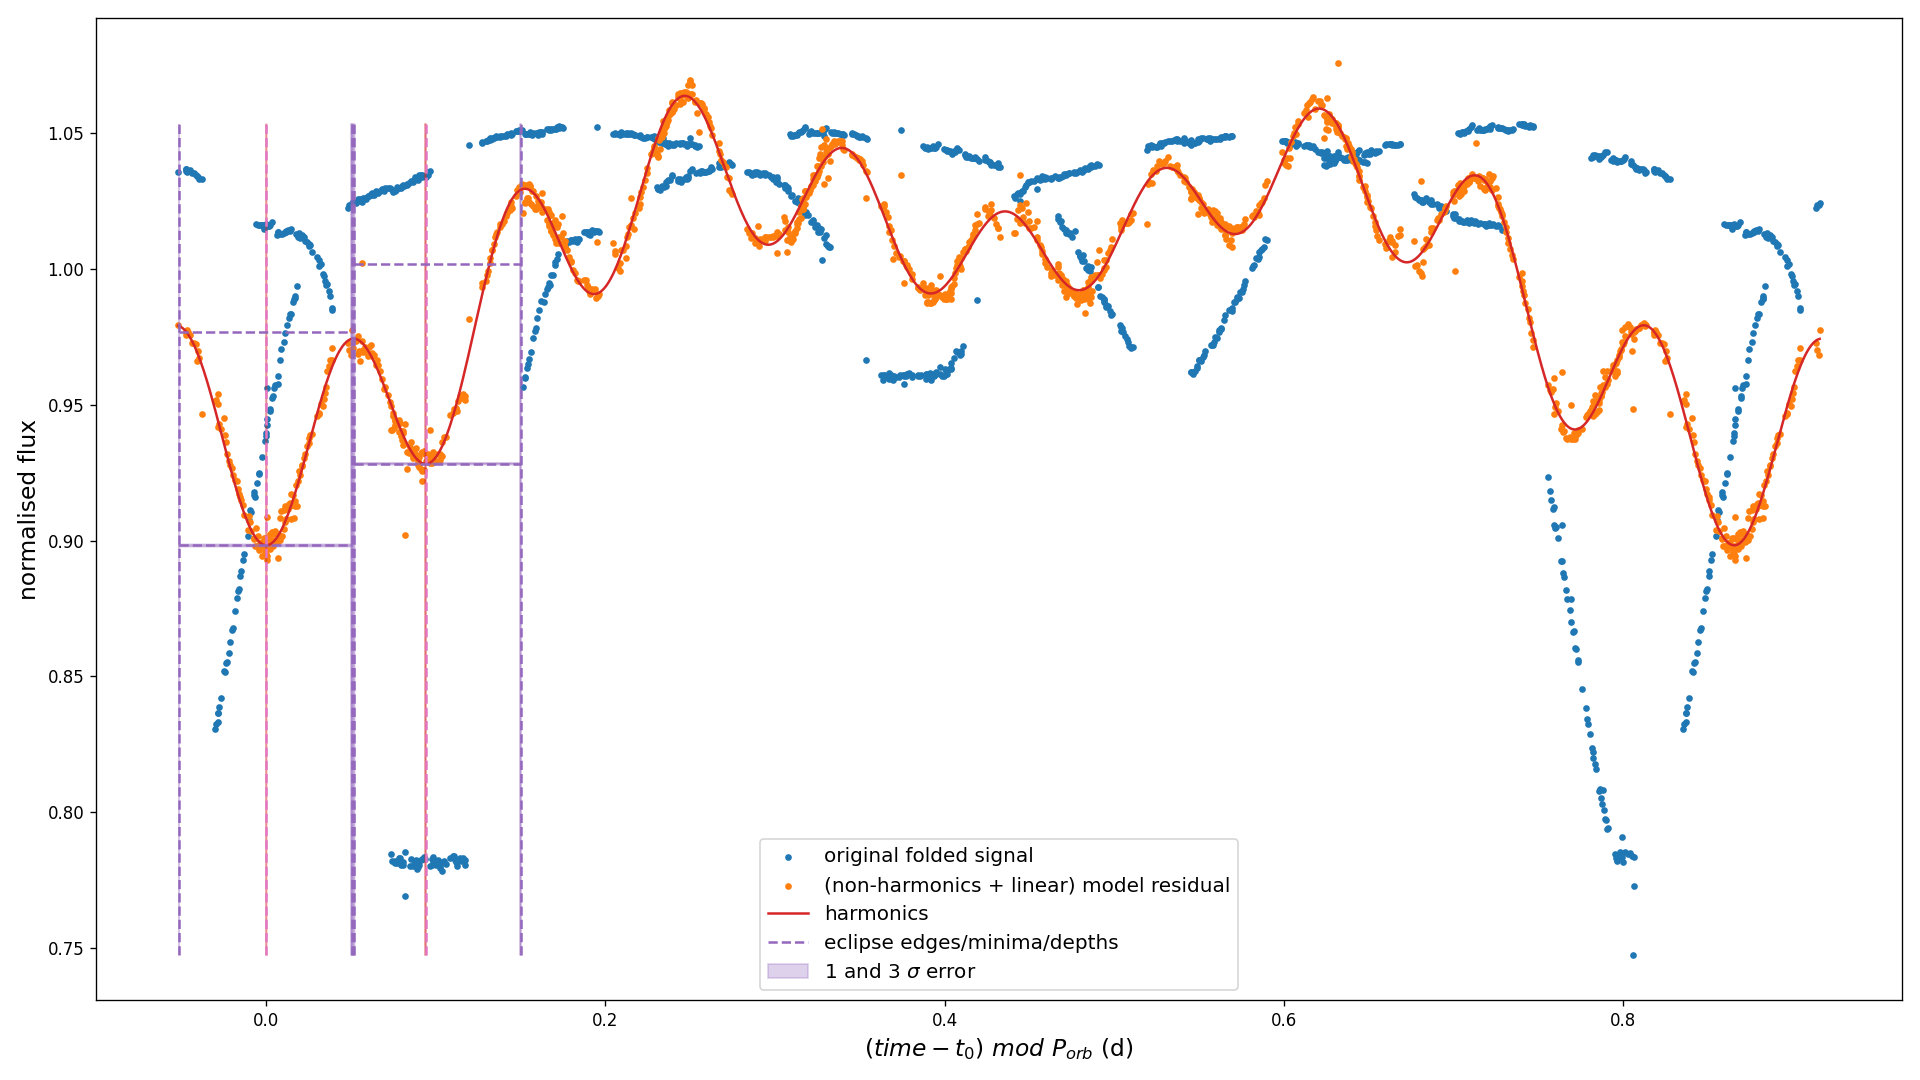 normalised flux
1.05
1.00
0.95
0.90
0.85
0.80
0.75
original folded signal
(non-harmonics + linear) model residual
harmonics
eclipse edges/minima/depths
1 and 3 σ error
0.0 0.2 0.4 0.6 0.8
(time − t₀) mod Pₒᵣᵦ (d)